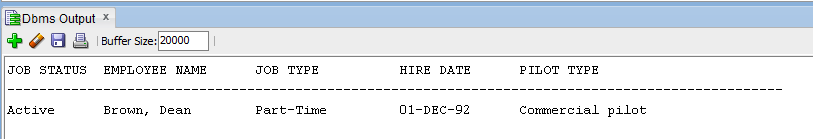 Dbms Output x
Buffer Size: 20000
JOB STATUS EMPLOYEE NAME JOB TYPE HIRE DATE PILOT TYPE
-------------------------------------------------------------------------------------------------
Active Brown, Dean Part-Time 01-DEC-92 Commercial pilot